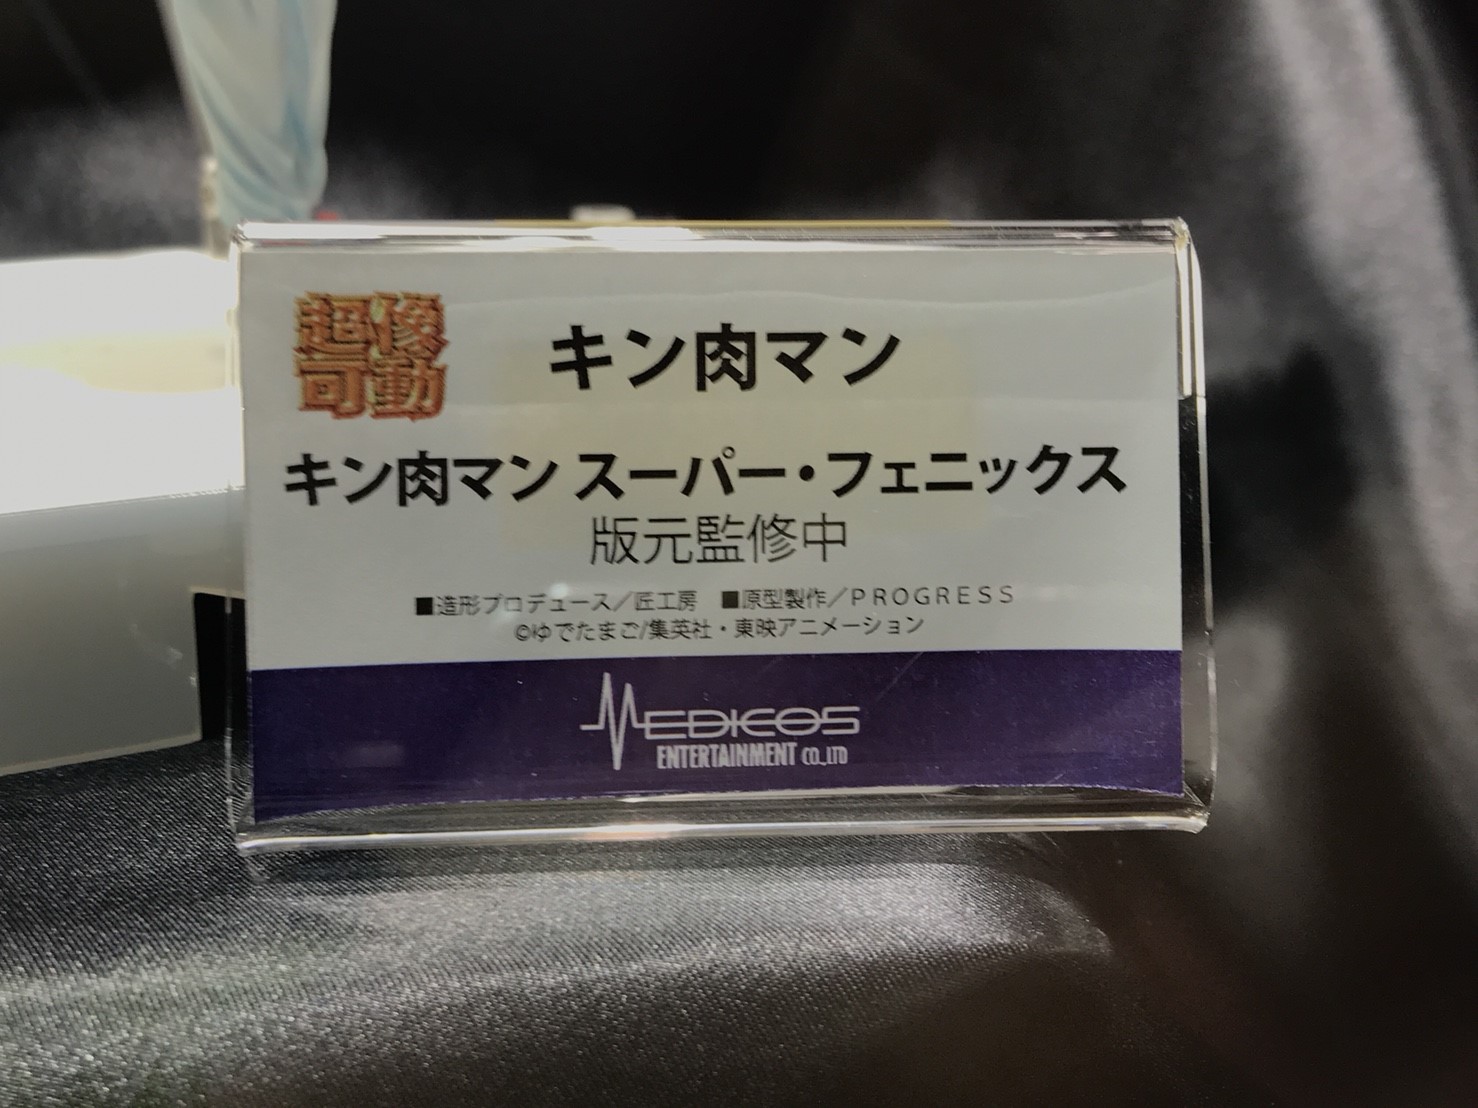 超像
可動
キン肉マン
キン肉マン スーパー・フェニックス
版元監修中
■造形プロデュース／匠工房　■原型製作／PROGRESS
©ゆでたまご/集英社・東映アニメーション
MEDICOS
ENTERTAINMENT CO.,LTD